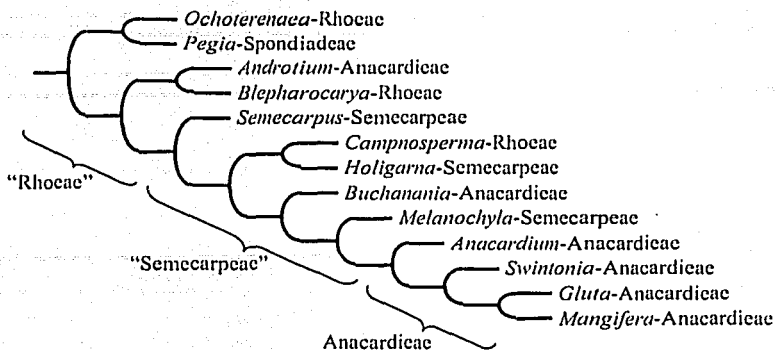 Ochoterenaea-Rhoeae
Pegia-Spondiadeae
Androtium-Anacardieae
Blepharocarya-Rhoeae
Semecarpus-Semecarpeae
Campnosperma-Rhoeae
Holigarna-Semecarpeae
"Rhoeae"
Buchanania-Anacardieae
Melanochyla-Semecarpeae
Anacardium-Anacardieae
"Semecarpeae"
Swintonia-Anacardieae
Gluta-Anacardieae
Mangifera-Anacardieae
Anacardieae